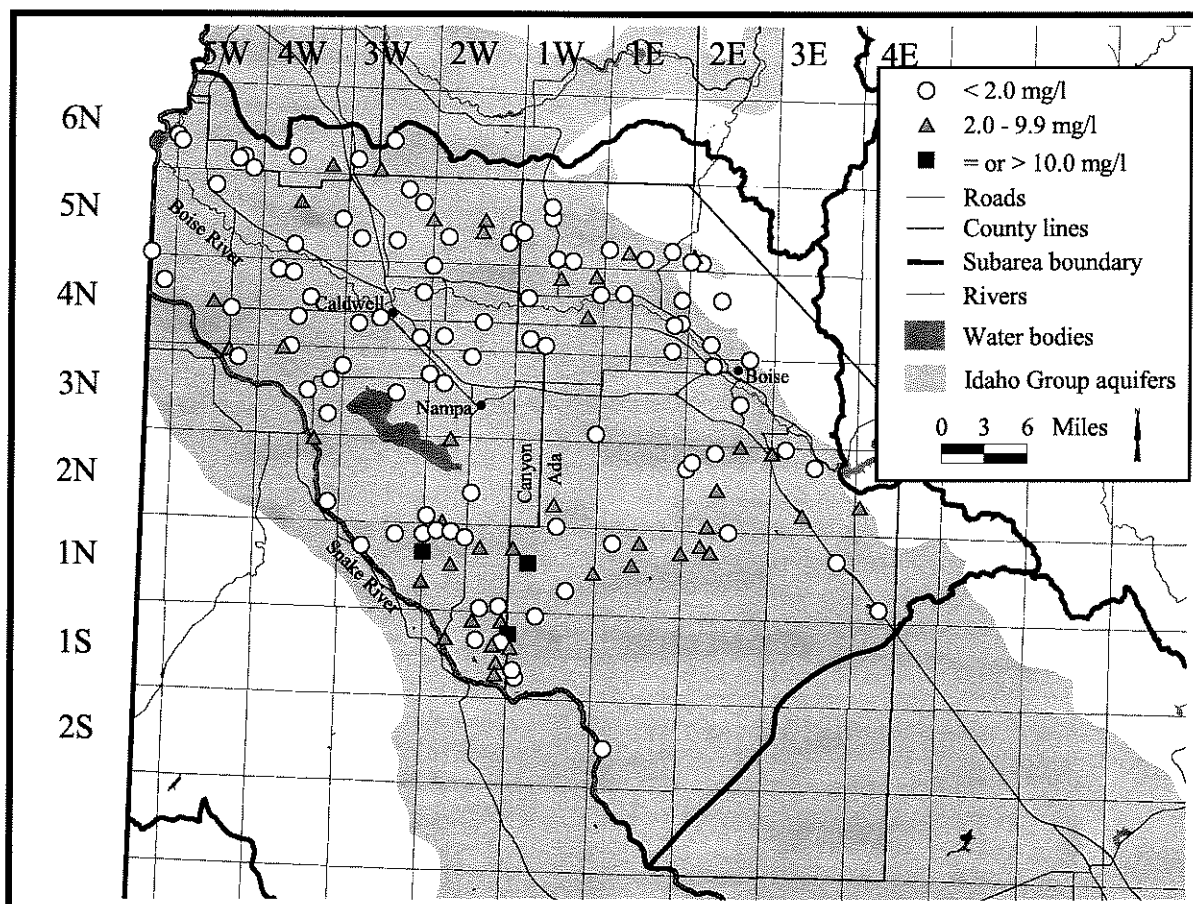 5W 4W 3W 2W 1W 1E 2E 3E 4E
6N
5N
4N
3N
2N
1N
1S
2S
< 2.0 mg/l
2.0 - 9.9 mg/l
= or > 10.0 mg/l
Roads
County lines
Subarea boundary
Rivers
Water bodies
Idaho Group aquifers
0 3 6 Miles
Boise River
Caldwell
Boise
Nampa
Canyon
Ada
Snake River